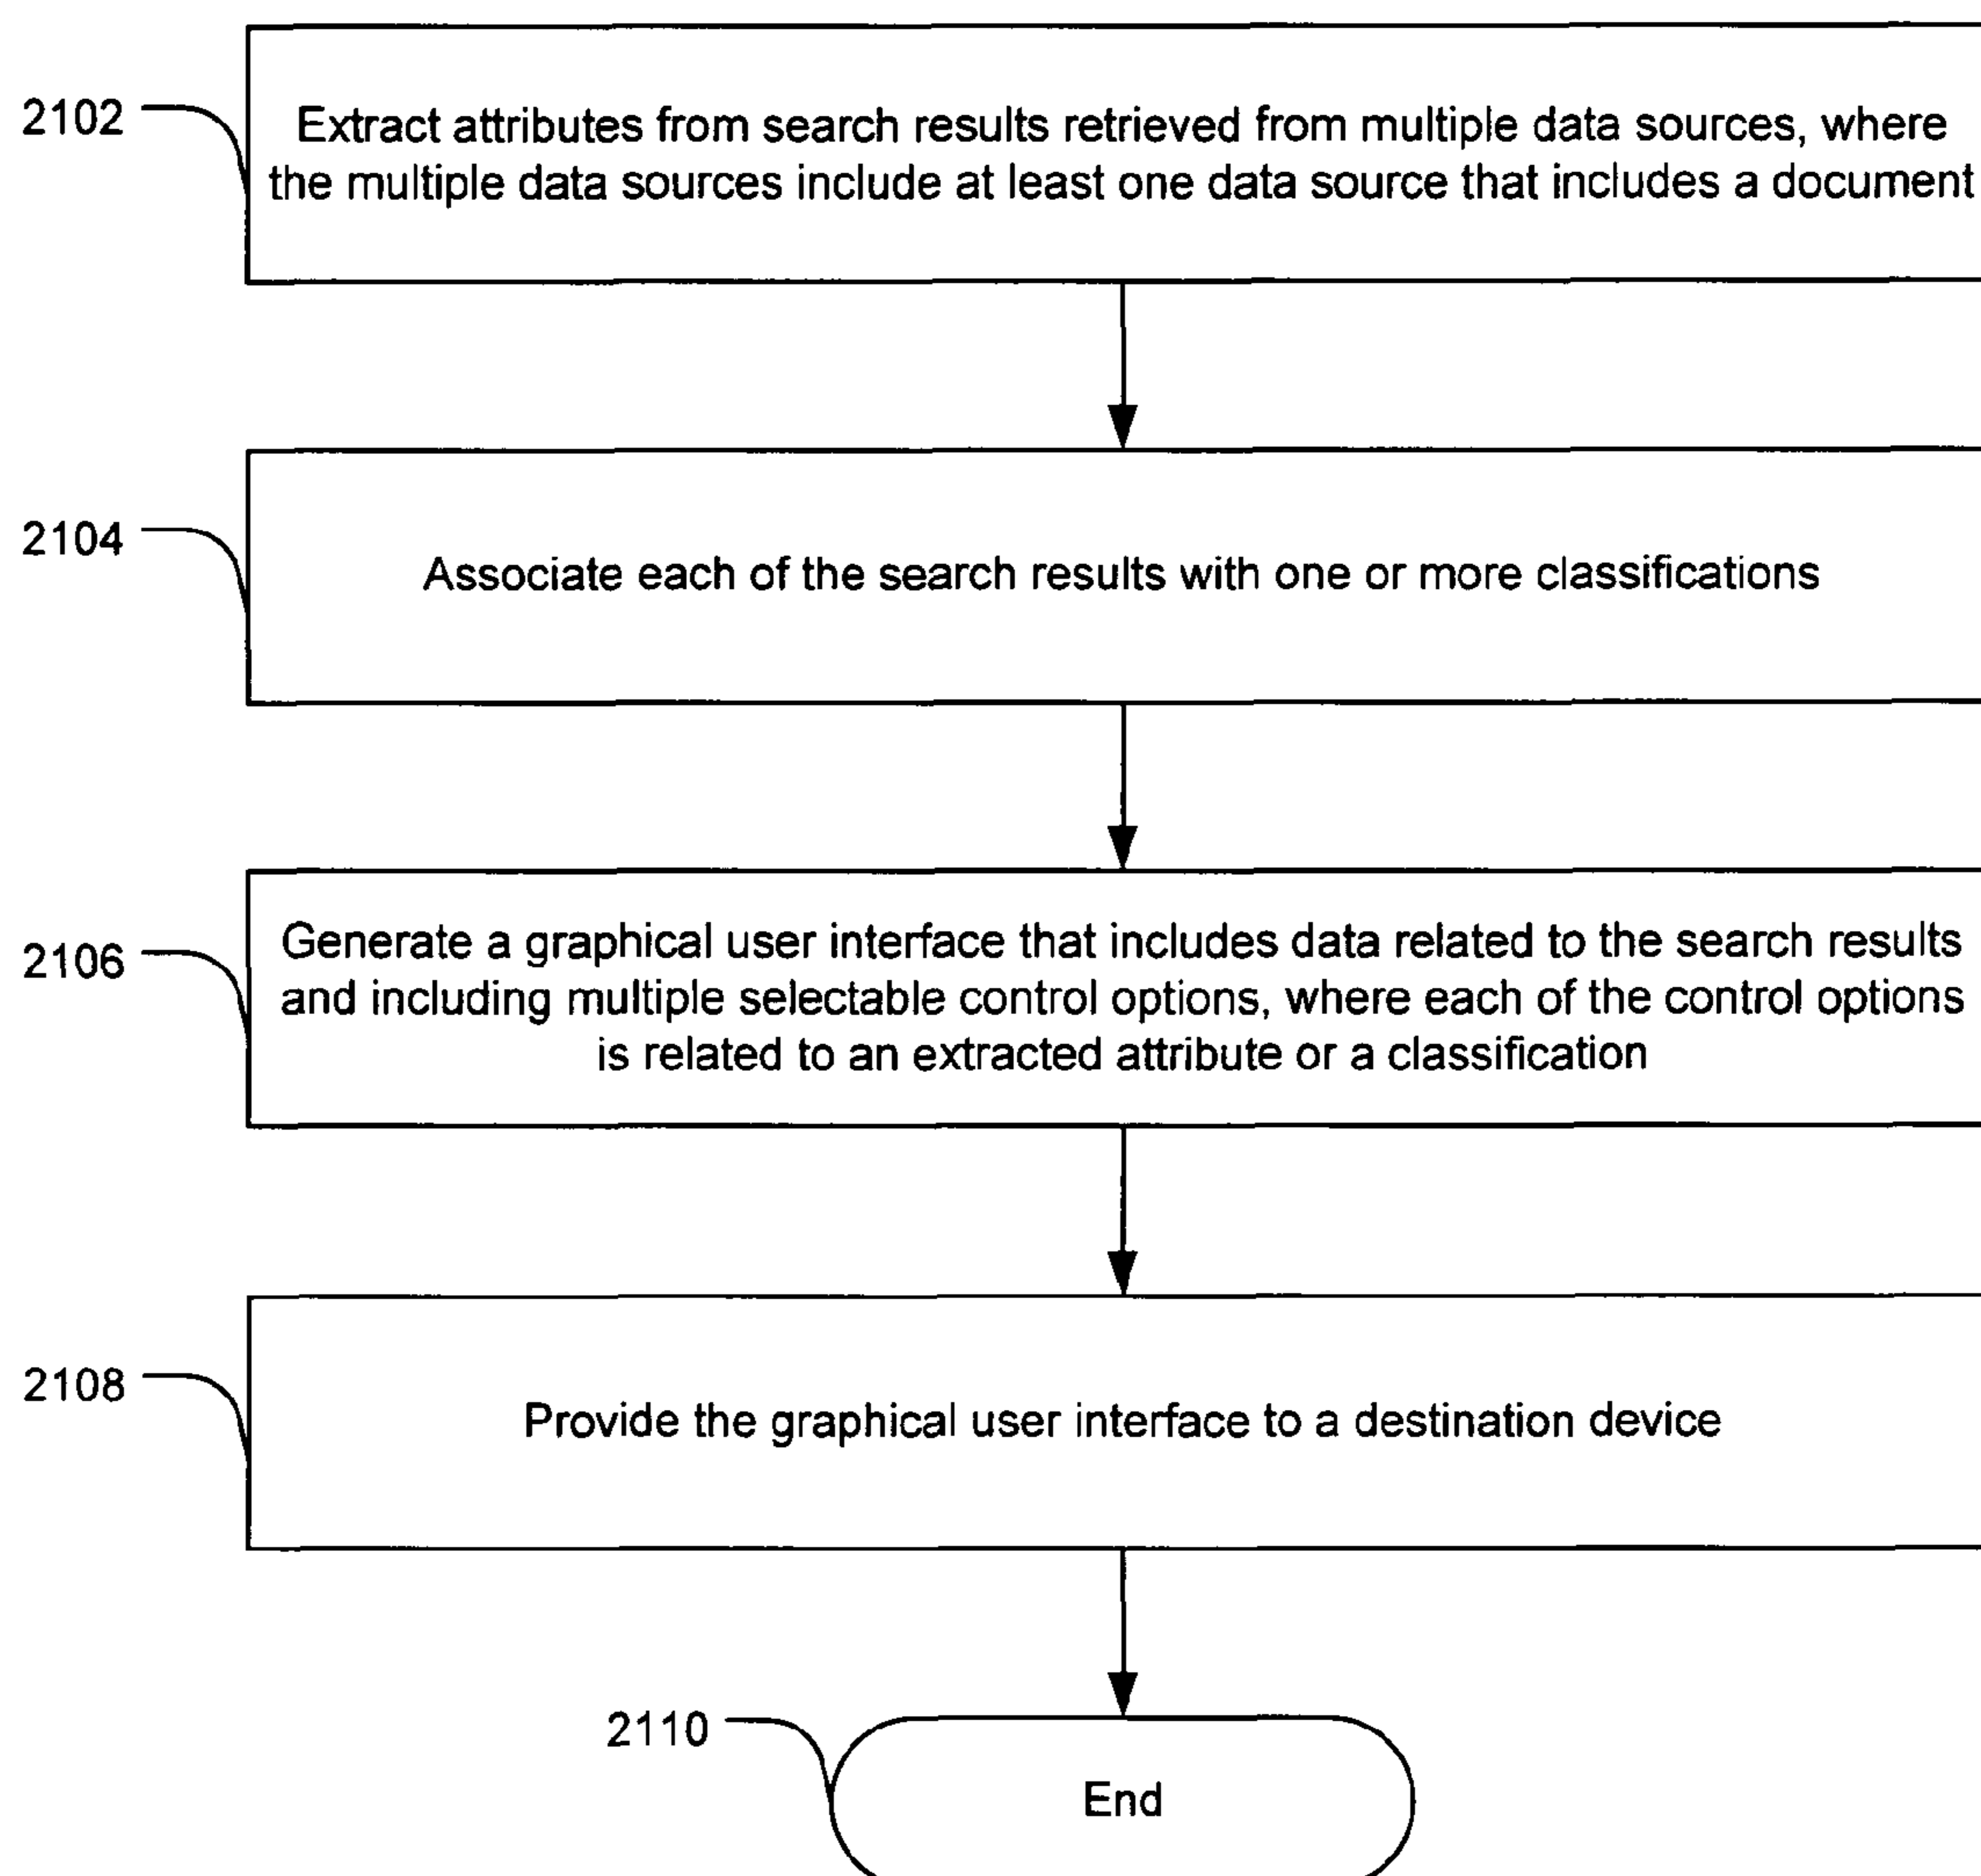 2102
Extract attributes from search results retrieved from multiple data sources, where
the multiple data sources include at least one data source that includes a document
2104
Associate each of the search results with one or more classifications
2106
Generate a graphical user interface that includes data related to the search results
and including multiple selectable control options, where each of the control options
is related to an extracted attribute or a classification
2108
Provide the graphical user interface to a destination device
2110
End